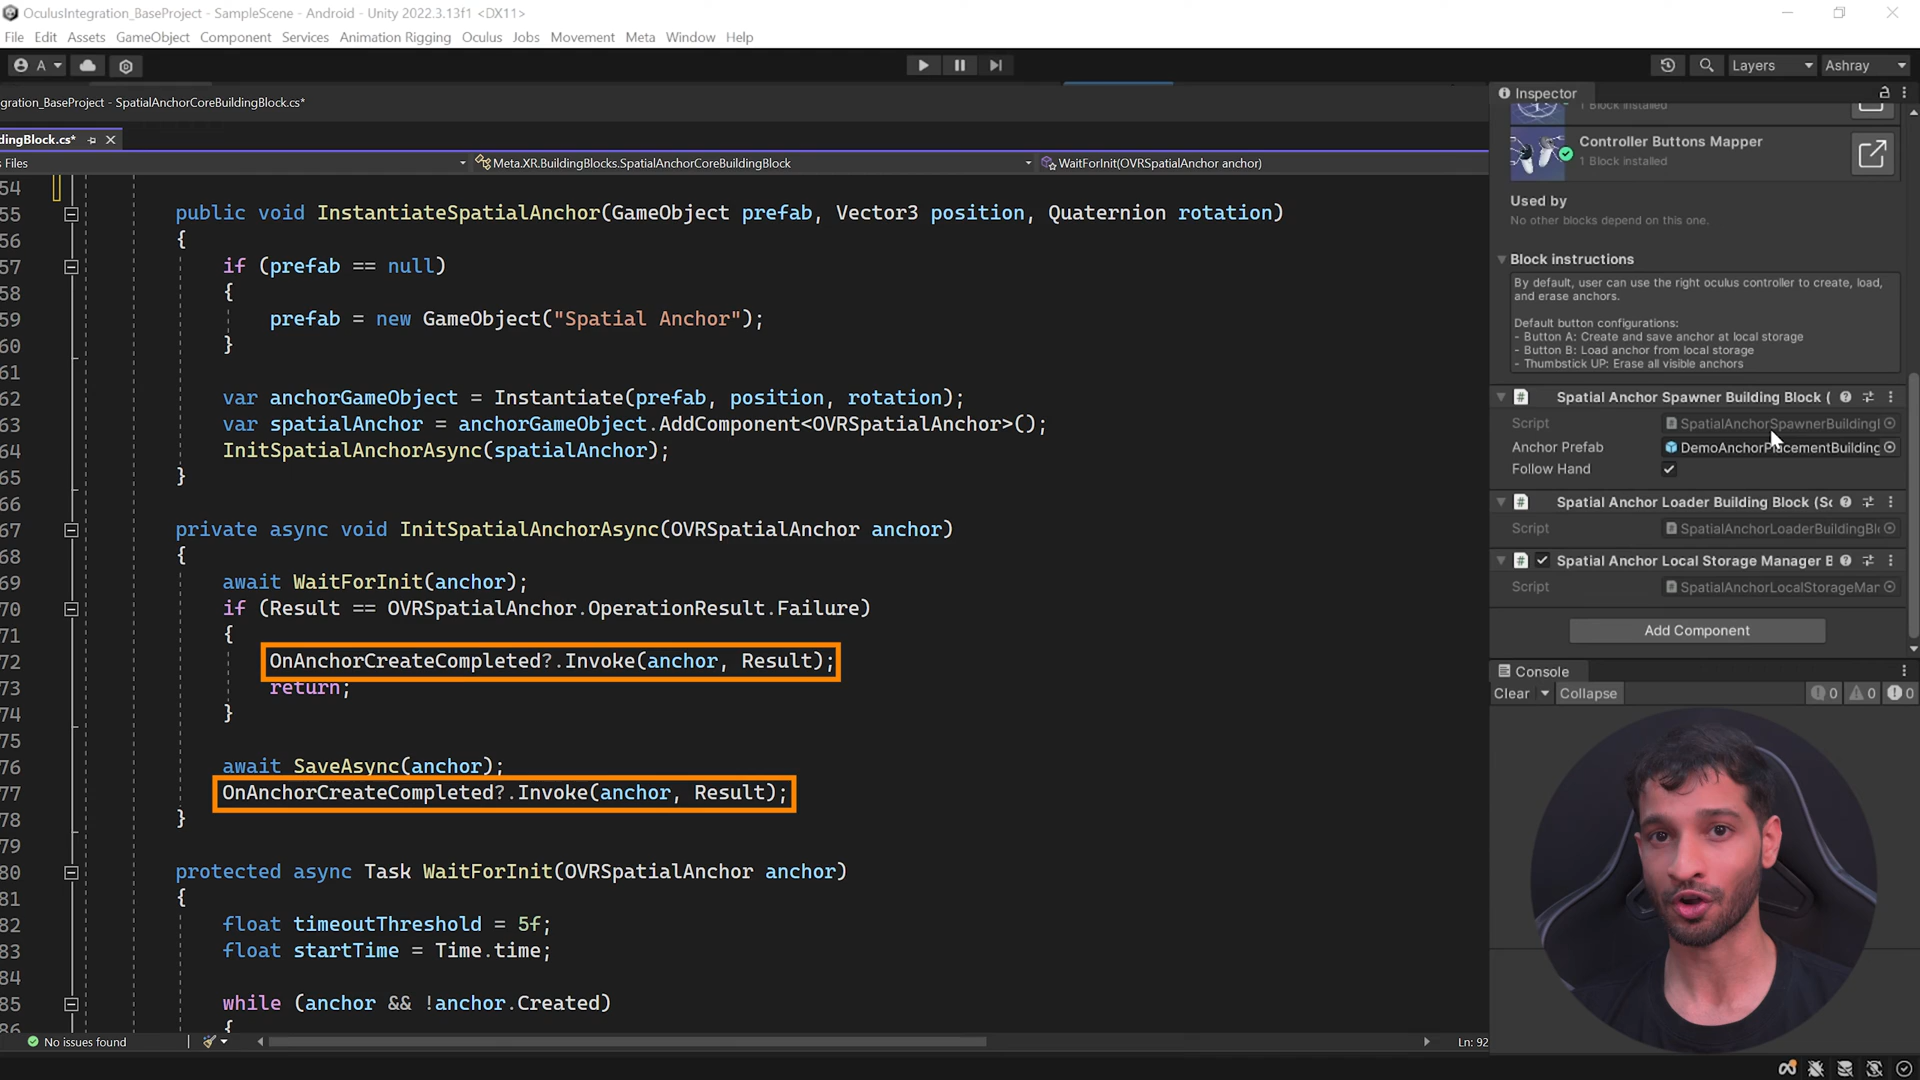 OculusIntegration_BaseProject - SampleScene - Android - Unity 2022.3.13f1 <DX11>
File Edit Assets GameObject Component Services Animation Rigging Oculus Jobs Movement Meta Window Help
A Layers Ashray
gration_BaseProject - SpatialAnchorCoreBuildingBlock.cs*
dingBlock.cs*
s Files Meta.XR.BuildingBlocks.SpatialAnchorCoreBuildingBlock WaitForInit(OVRSpatialAnchor anchor)
54
55 public void InstantiateSpatialAnchor(GameObject prefab, Vector3 position, Quaternion rotation)
56 {
57 if (prefab == null)
58 {
59 prefab = new GameObject("Spatial Anchor");
60 }
61
62 var anchorGameObject = Instantiate(prefab, position, rotation);
63 var spatialAnchor = anchorGameObject.AddComponent<OVRSpatialAnchor>();
64 InitSpatialAnchorAsync(spatialAnchor);
65 }
66
67 private async void InitSpatialAnchorAsync(OVRSpatialAnchor anchor)
68 {
69 await WaitForInit(anchor);
70 if (Result == OVRSpatialAnchor.OperationResult.Failure)
71 {
72 OnAnchorCreateCompleted?.Invoke(anchor, Result);
73 return;
74 }
75
76 await SaveAsync(anchor);
77 OnAnchorCreateCompleted?.Invoke(anchor, Result);
78 }
79
80 protected async Task WaitForInit(OVRSpatialAnchor anchor)
81 {
82 float timeoutThreshold = 5f;
83 float startTime = Time.time;
84
85 while (anchor && !anchor.Created)
86 {
No issues found Ln: 92
Inspector
1 Block installed
Controller Buttons Mapper
1 Block installed
Used by
No other blocks depend on this one.
Block instructions
By default, user can use the right oculus controller to create, load,
and erase anchors.
Default button configurations:
- Button A: Create and save anchor at local storage
- Button B: Load anchor from local storage
- Thumbstick UP: Erase all visible anchors
Spatial Anchor Spawner Building Block (
Script SpatialAnchorSpawnerBuildingl
Anchor Prefab DemoAnchorPlacementBuilding
Follow Hand
Spatial Anchor Loader Building Block (Sc
Script SpatialAnchorLoaderBuildingBl
Spatial Anchor Local Storage Manager B
Script SpatialAnchorLocalStorageMar
Add Component
Console
Clear Collapse 0 0 0